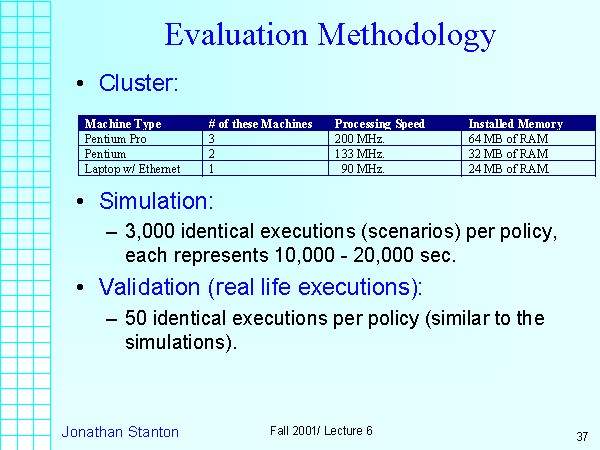 Evaluation Methodology
• Cluster:
Machine Type # of these Machines Processing Speed Installed Memory
Pentium Pro 3 200 MHz. 64 MB of RAM
Pentium 2 133 MHz. 32 MB of RAM
Laptop w/ Ethernet 1 90 MHz. 24 MB of RAM
• Simulation:
– 3,000 identical executions (scenarios) per policy,
each represents 10,000 - 20,000 sec.
• Validation (real life executions):
– 50 identical executions per policy (similar to the
simulations).
Jonathan Stanton Fall 2001/ Lecture 6 37